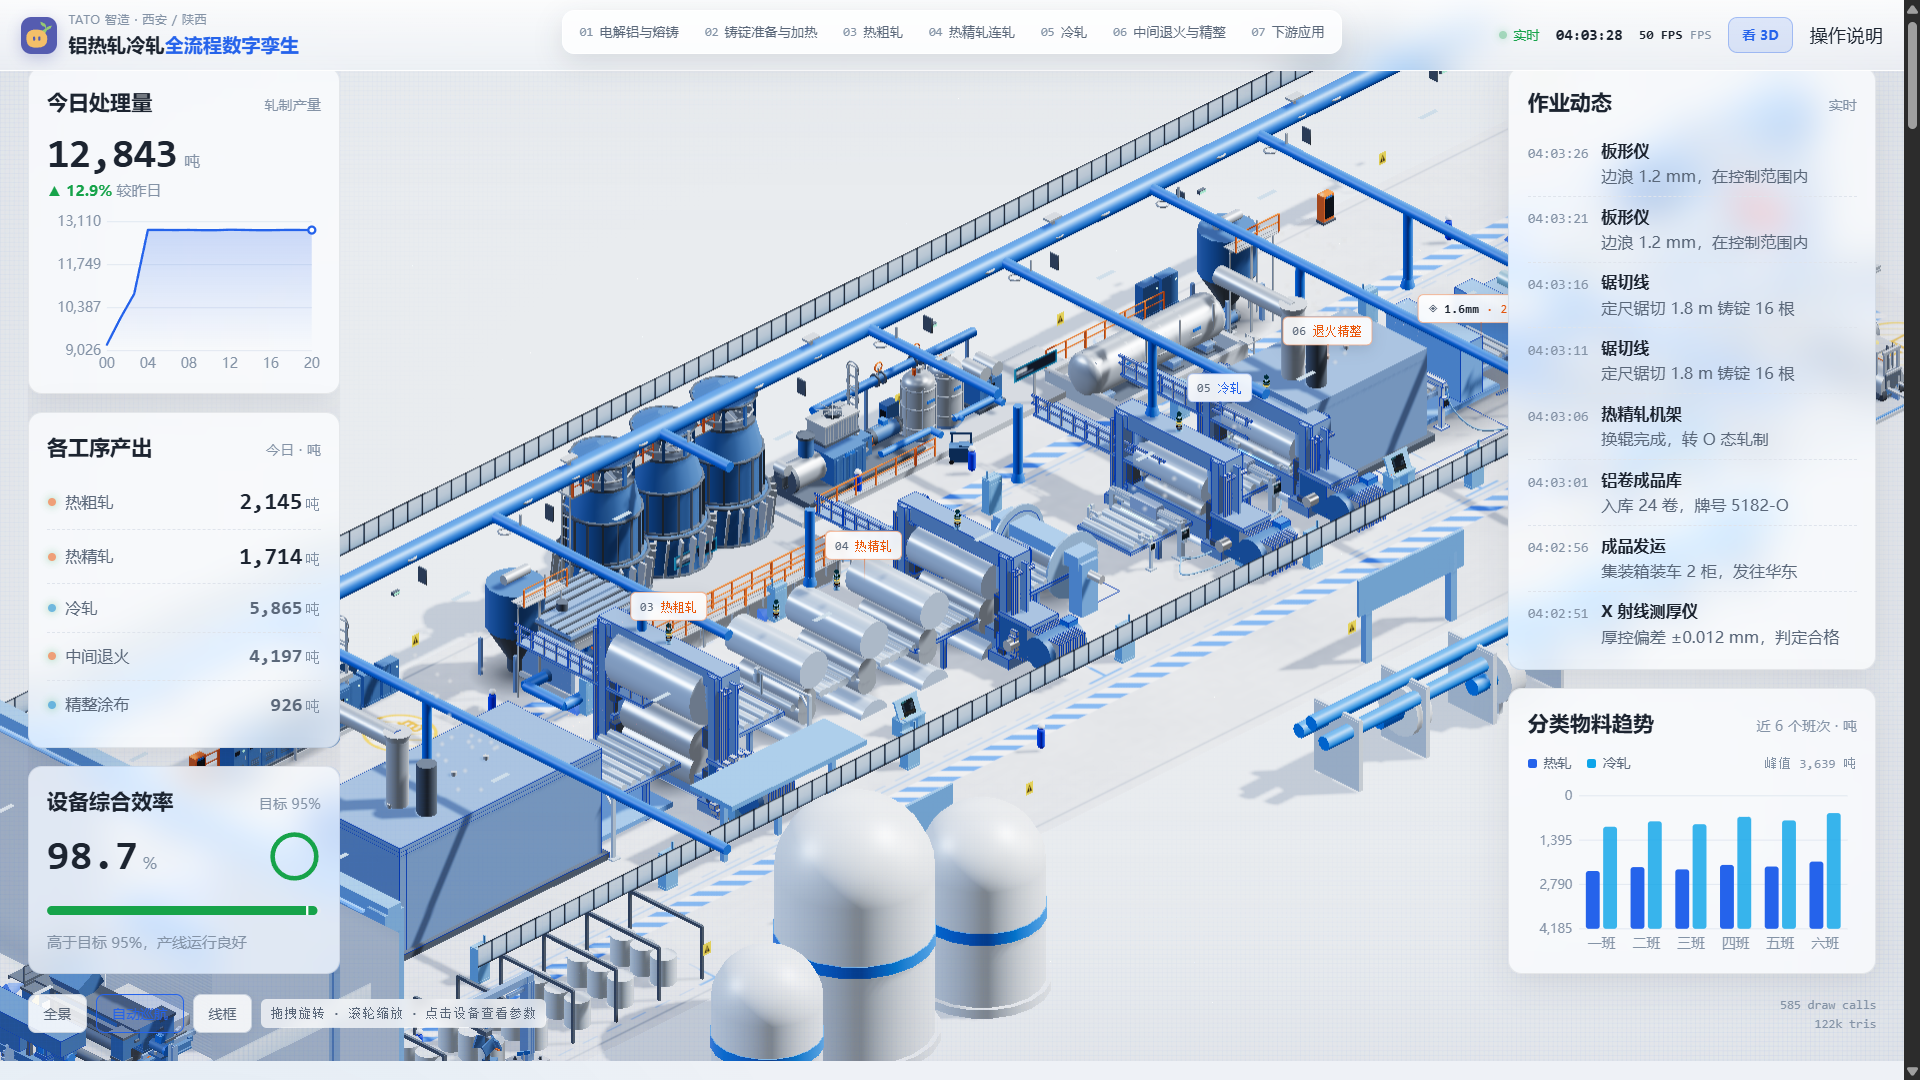 TATO 智造 · 西安 / 陕西
铝热轧冷轧全流程数字孪生
01 电解铝与熔铸
02 铸锭准备与加热
03 热粗轧
04 热精轧连轧
05 冷轧
06 中间退火与精整
07 下游应用
实时
04:03:28
50 FPS FPS
看 3D
操作说明
今日处理量
轧制产量
12,843 吨
▲ 12.9% 较昨日
13,110
11,749
10,387
9,026
00 04 08 12 16 20
各工序产出
今日 · 吨
热粗轧 2,145 吨
热精轧 1,714 吨
冷轧 5,865 吨
中间退火 4,197 吨
精整涂布 926 吨
设备综合效率
目标 95%
98.7 %
高于目标 95%，产线运行良好
全景
线框
拖拽旋转 · 滚轮缩放 · 点击设备查看参数
03 热粗轧
04 热精轧
05 冷轧
06 退火精整
◈ 1.6mm · 2
作业动态
实时
04:03:26 板形仪
边浪 1.2 mm，在控制范围内
04:03:21 板形仪
边浪 1.2 mm，在控制范围内
04:03:16 锯切线
定尺锯切 1.8 m 铸锭 16 根
04:03:11 锯切线
定尺锯切 1.8 m 铸锭 16 根
04:03:06 热精轧机架
换辊完成，转 O 态轧制
04:03:01 铝卷成品库
入库 24 卷，牌号 5182-O
04:02:56 成品发运
集装箱装车 2 柜，发往华东
04:02:51 X 射线测厚仪
厚控偏差 ±0.012 mm，判定合格
分类物料趋势
近 6 个班次 · 吨
热轧 冷轧
峰值 3,639 吨
0
1,395
2,790
4,185
一班 二班 三班 四班 五班 六班
585 draw calls
122k tris